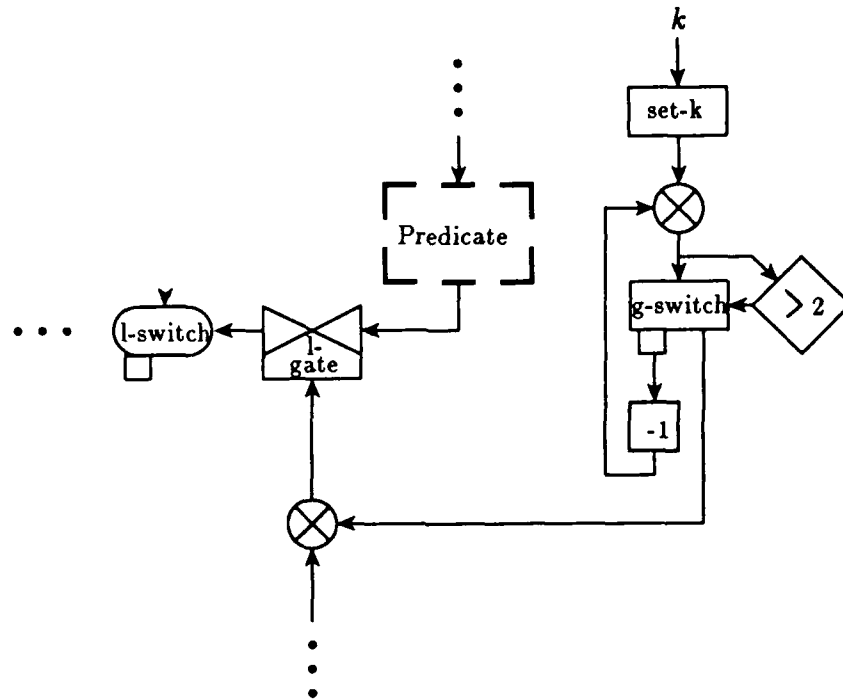 k
set-k
Predicate
g-switch
> 2
l-switch
l-
gate
-1